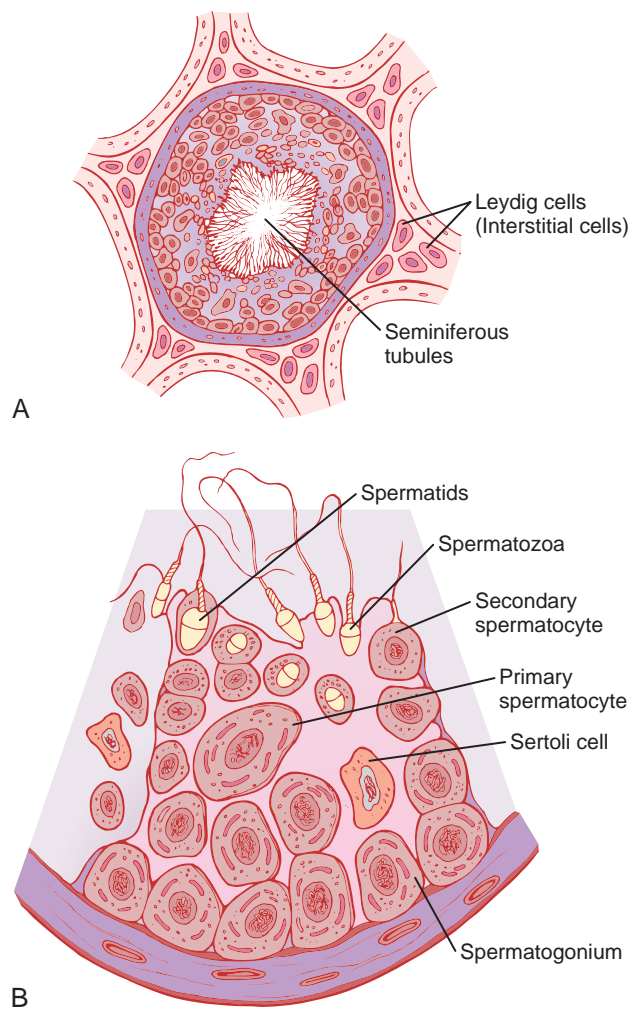 Leydig cells
(Interstitial cells)
Seminiferous
tubules
A
Spermatids
Spermatozoa
Secondary
spermatocyte
Primary
spermatocyte
Sertoli cell
Spermatogonium
B